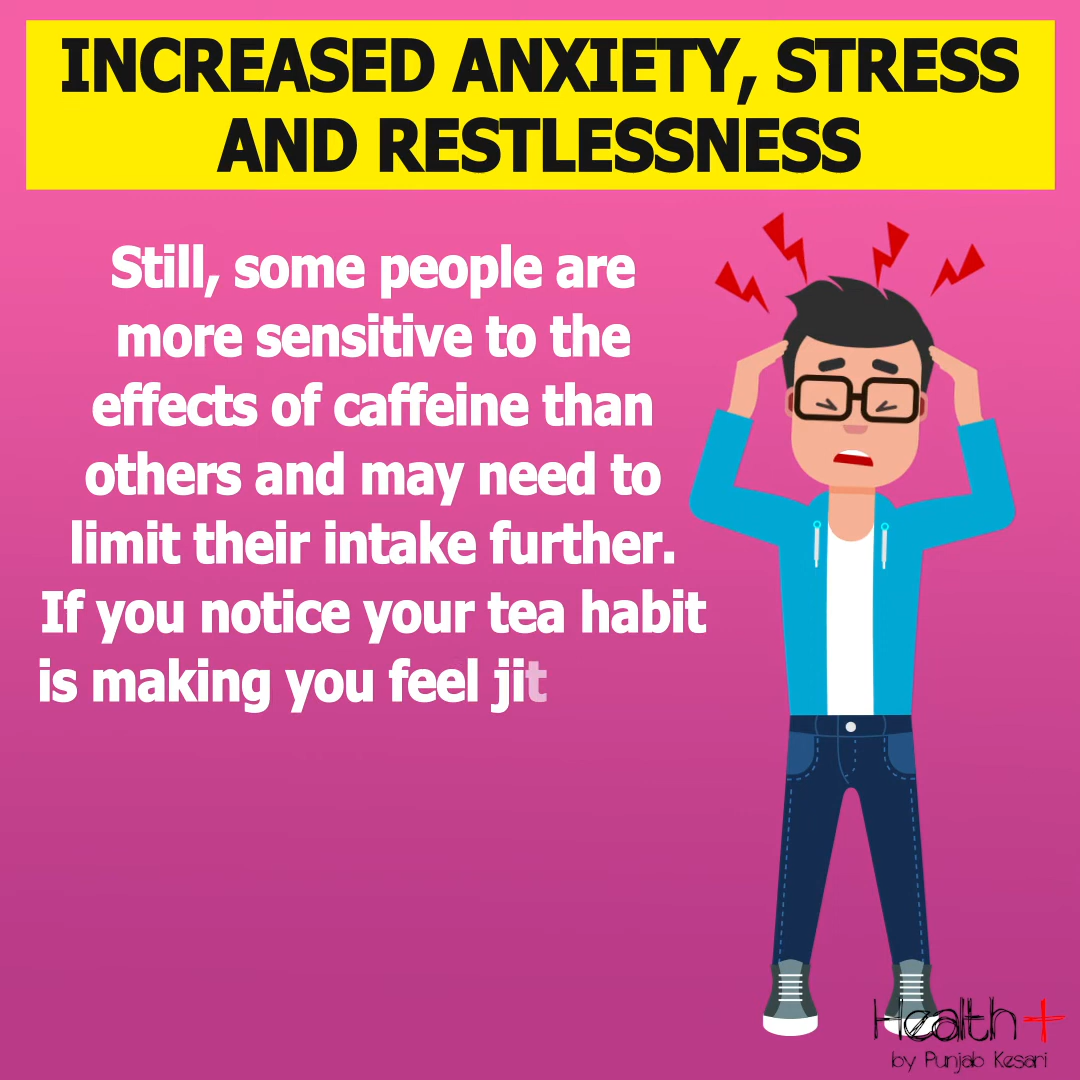 INCREASED ANXIETY, STRESS
AND RESTLESSNESS
Still, some people are
more sensitive to the
effects of caffeine than
others and may need to
limit their intake further.
If you notice your tea habit
is making you feel jit
Health+
by Punjab Kesari